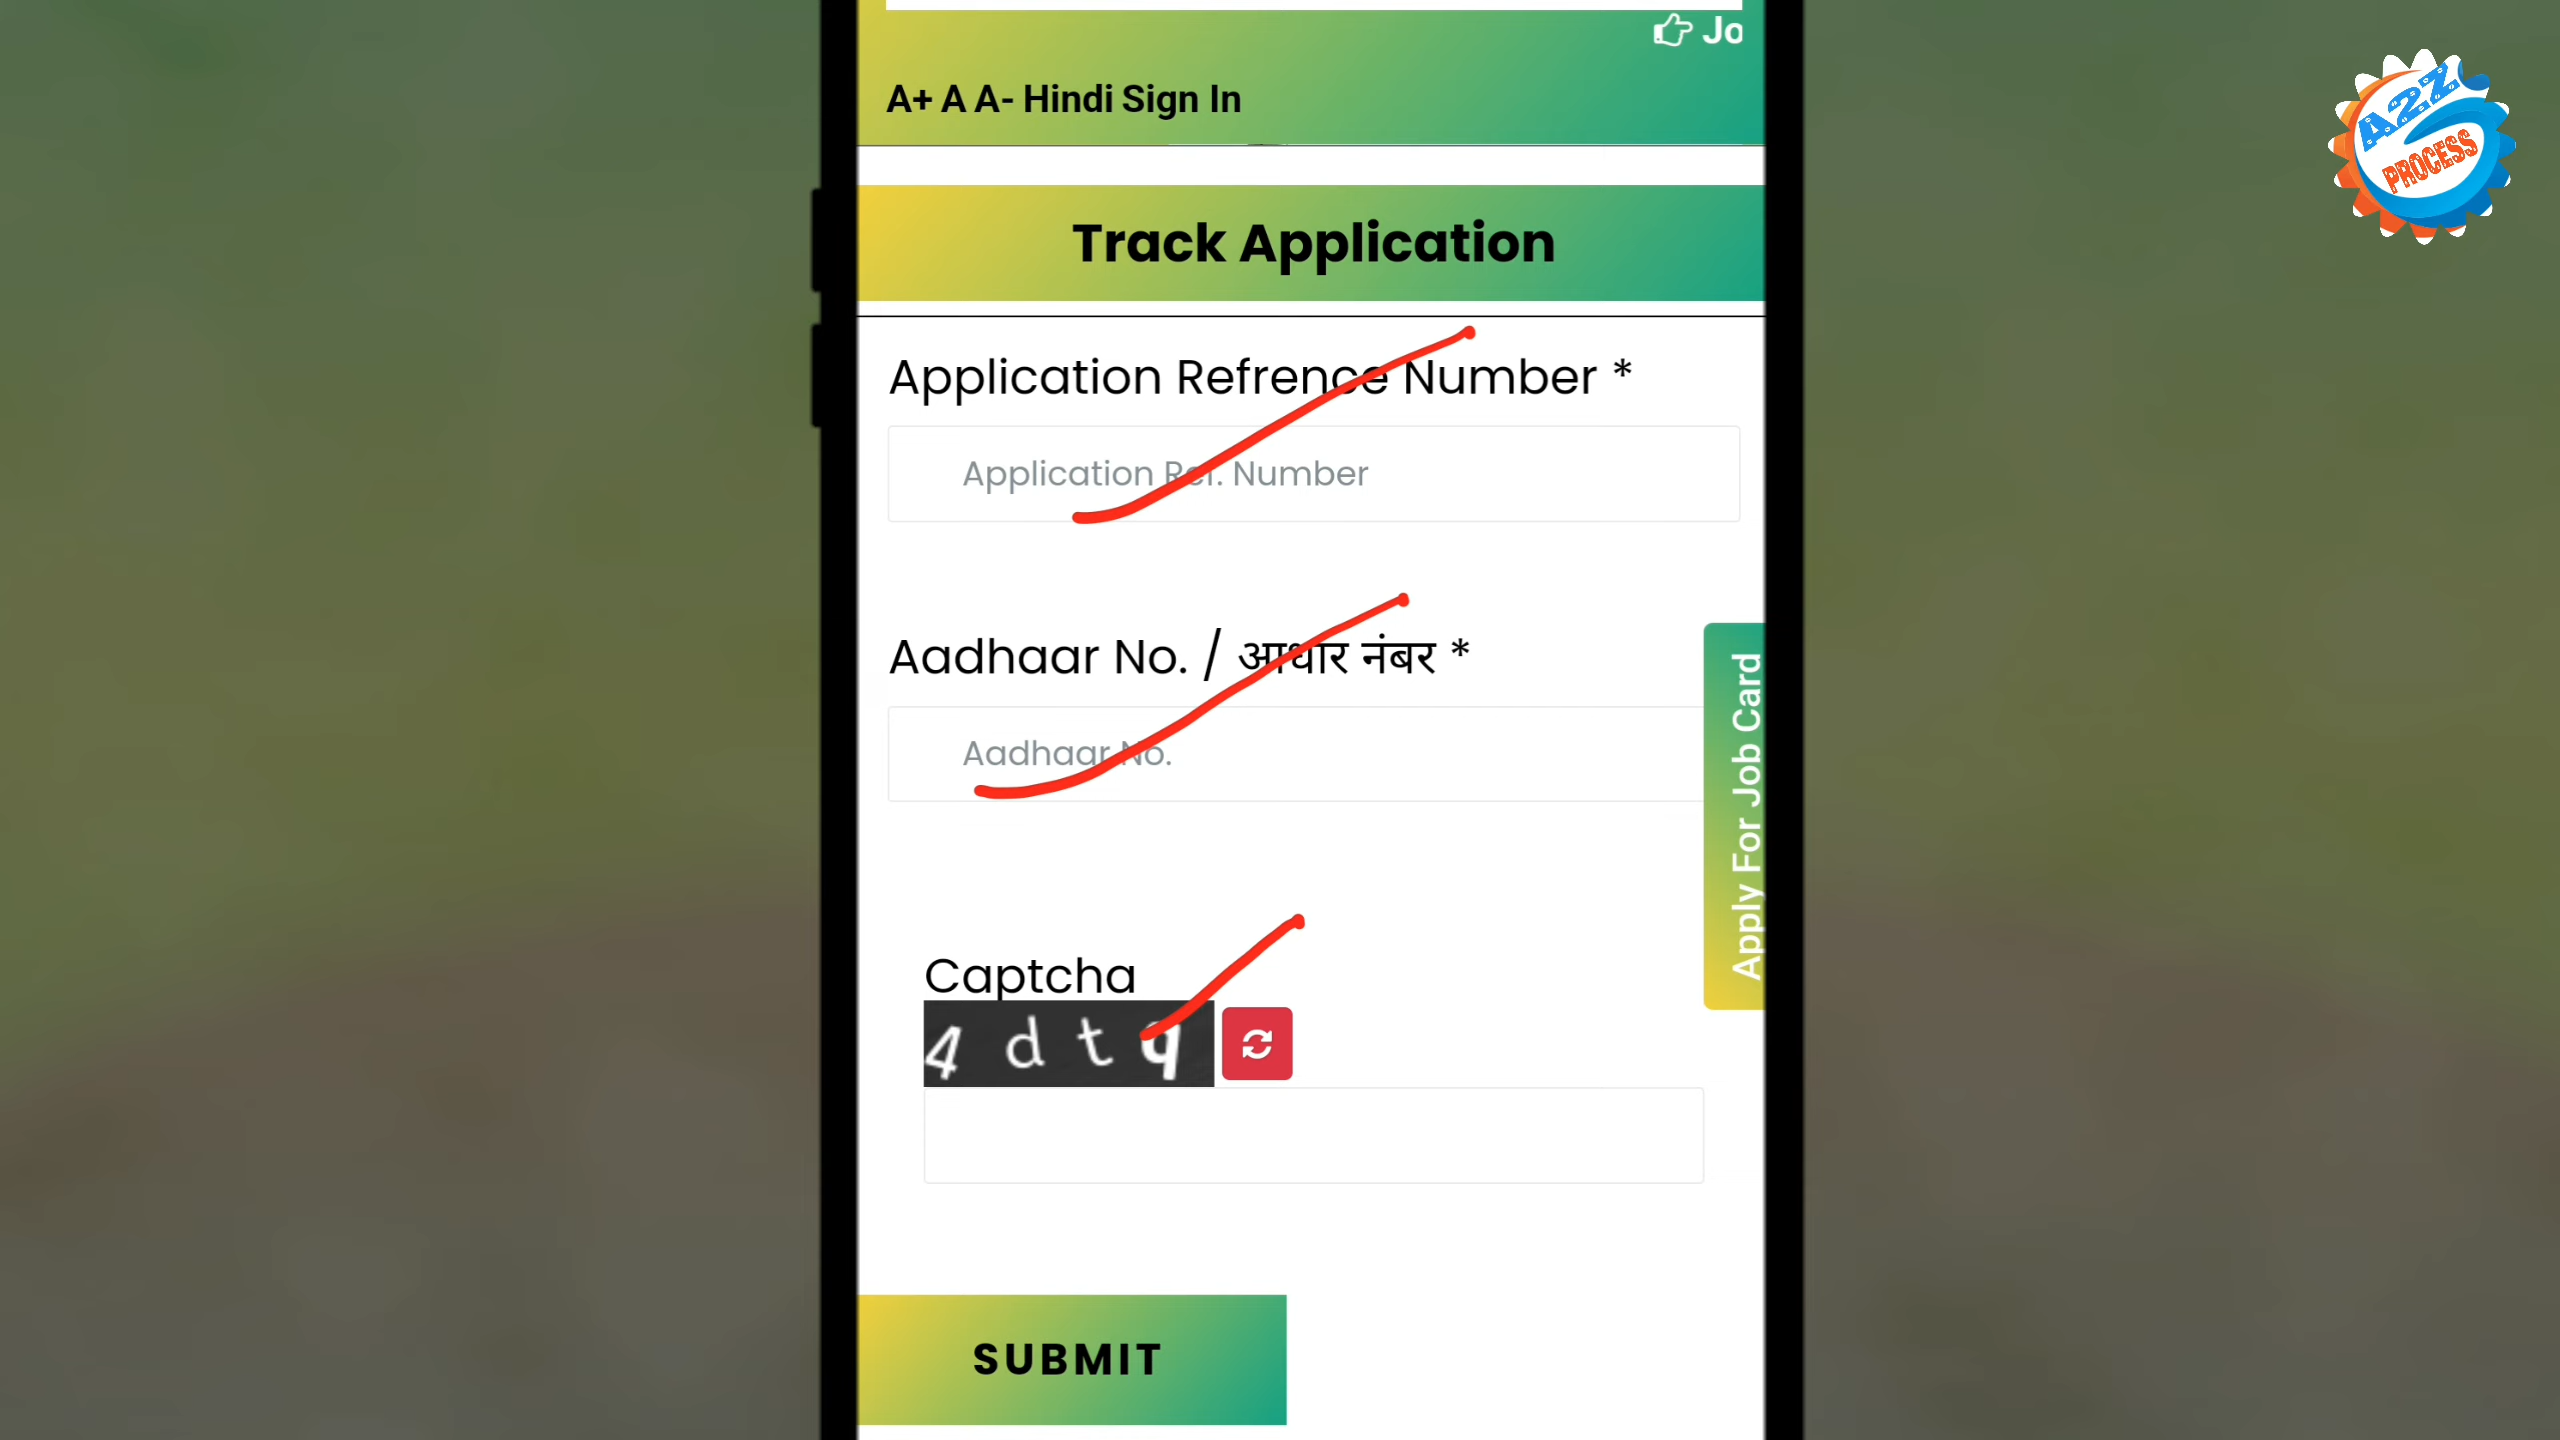 Jo
A+ A A- Hindi Sign In
A2Z
PROCESS
Track Application
Application Refrence Number *
Application Ref. Number
Aadhaar No. / आधार नंबर *
Aadhaar No.
Apply For Job Card
Captcha
4 d t q
SUBMIT